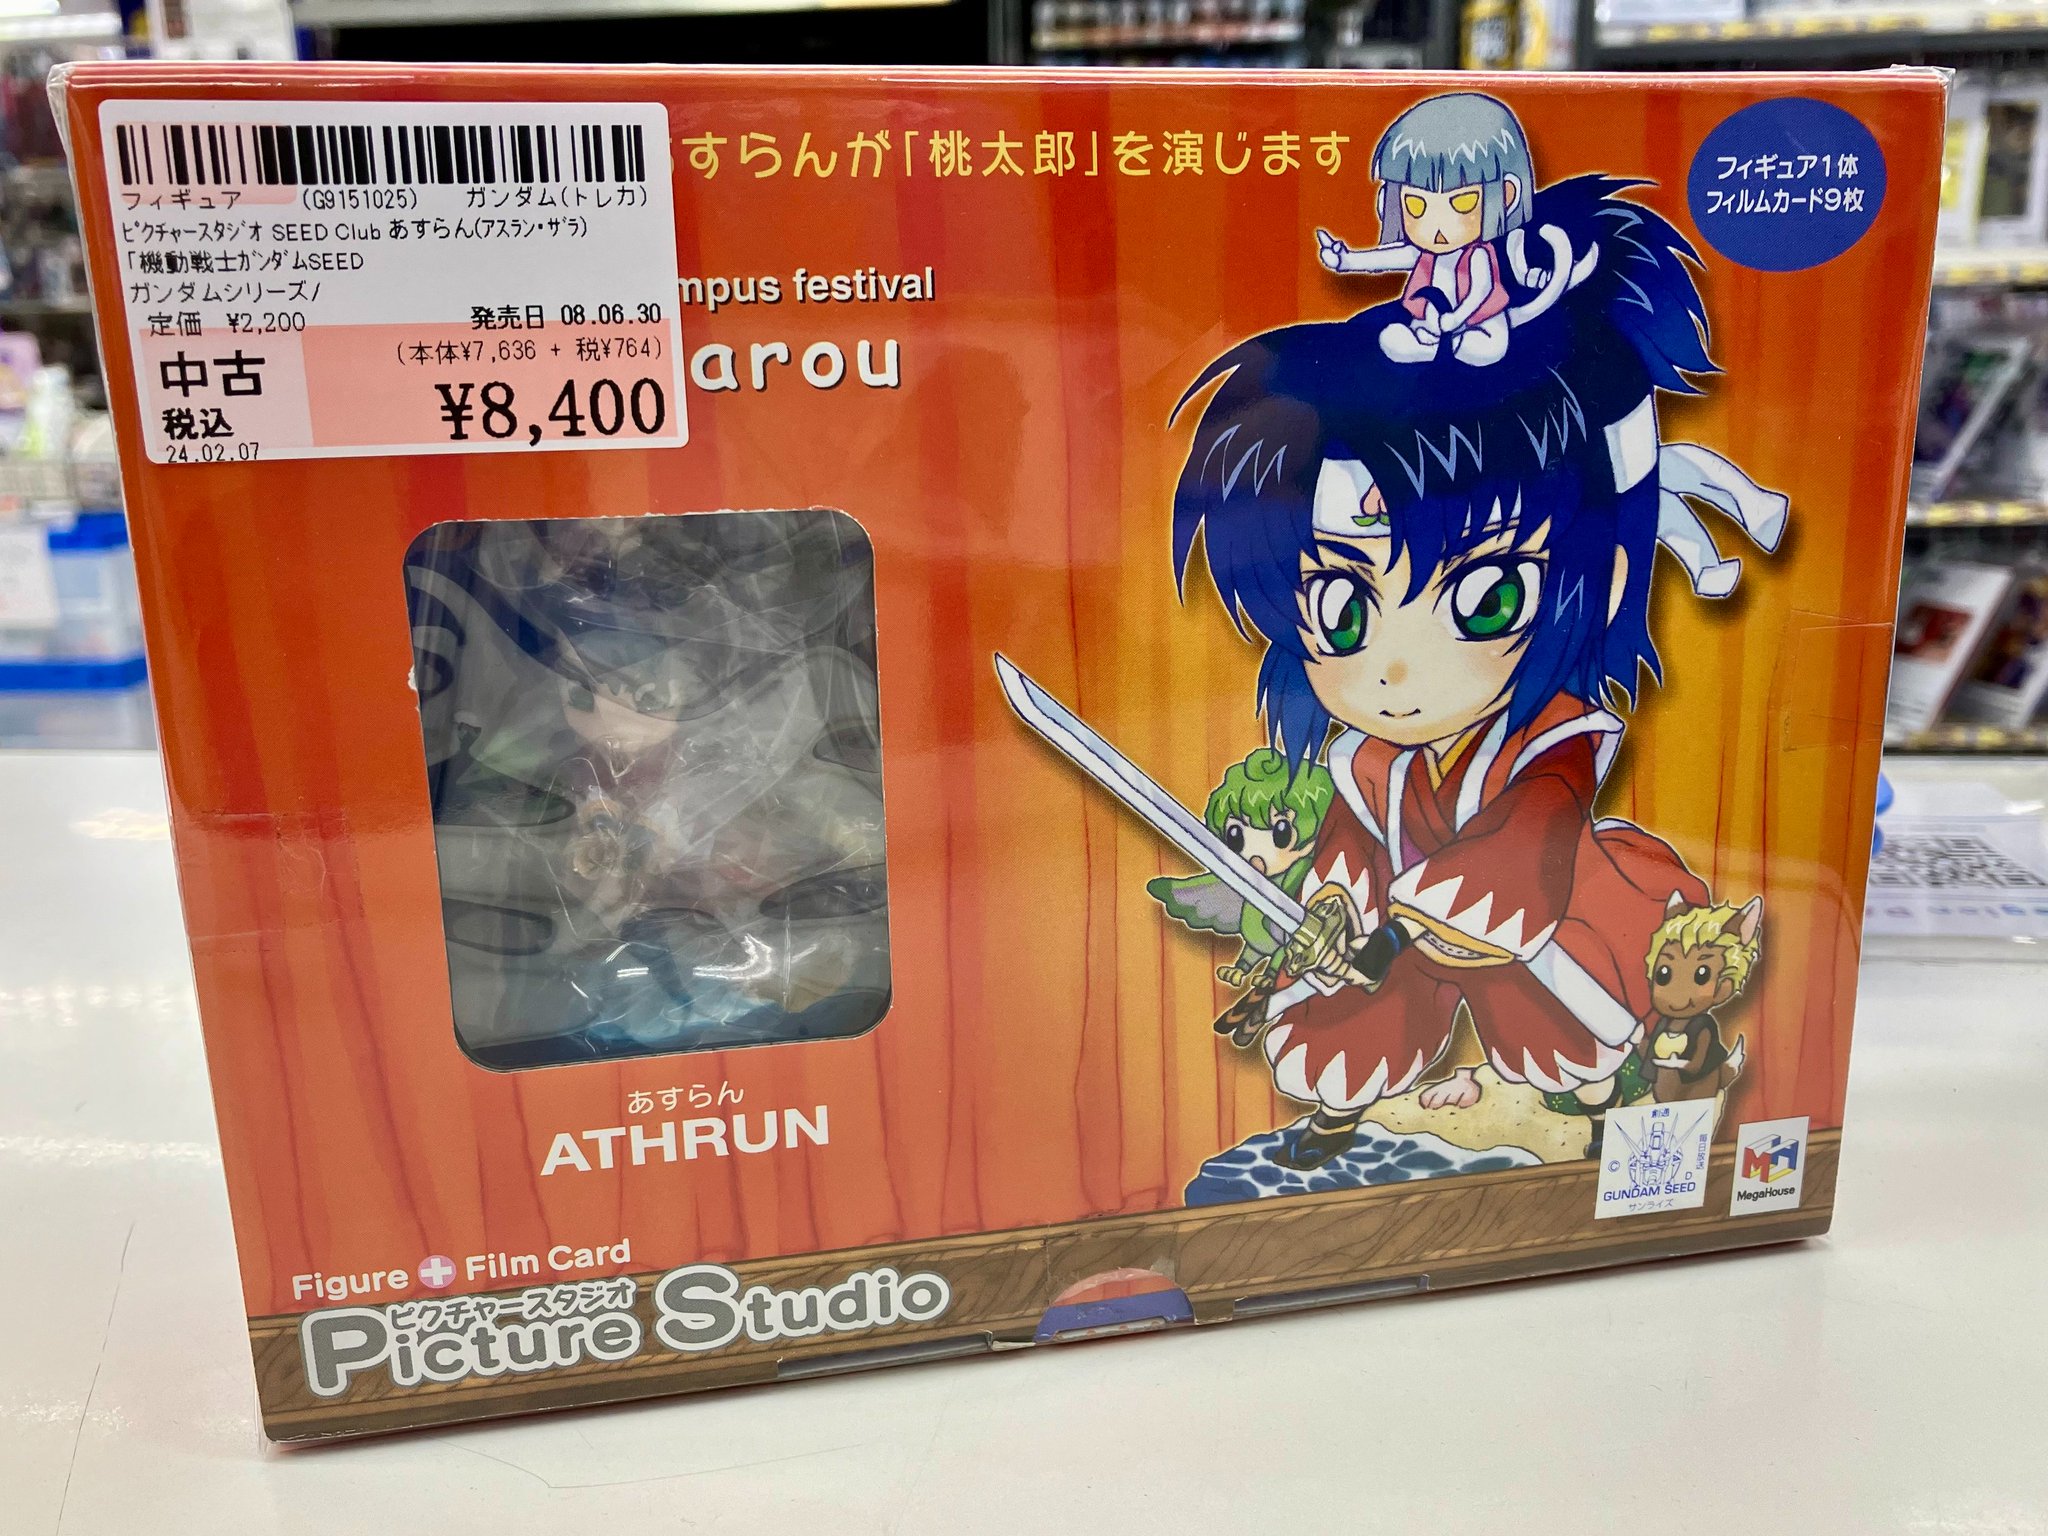 フィギュア (G9151025) ガンダム(トレカ)
ピクチャースタジオ SEED Club あすらん(アスラン・ザラ)
「機動戦士ガンダムSEED
ガンダムシリーズ/
定価 ¥2,200 発売日 08.06.30
中古 (本体¥7,636 + 税¥764)
税込 ¥8,400
24.02.07
すらんが「桃太郎」を演じます
フィギュア1体
フィルムカード9枚
mpus festival
arou
あすらん
ATHRUN
創通
毎日放送
© D
GUNDAM SEED
サンライズ
MegaHouse
Figure + Film Card
ピクチャースタジオ
Picture Studio